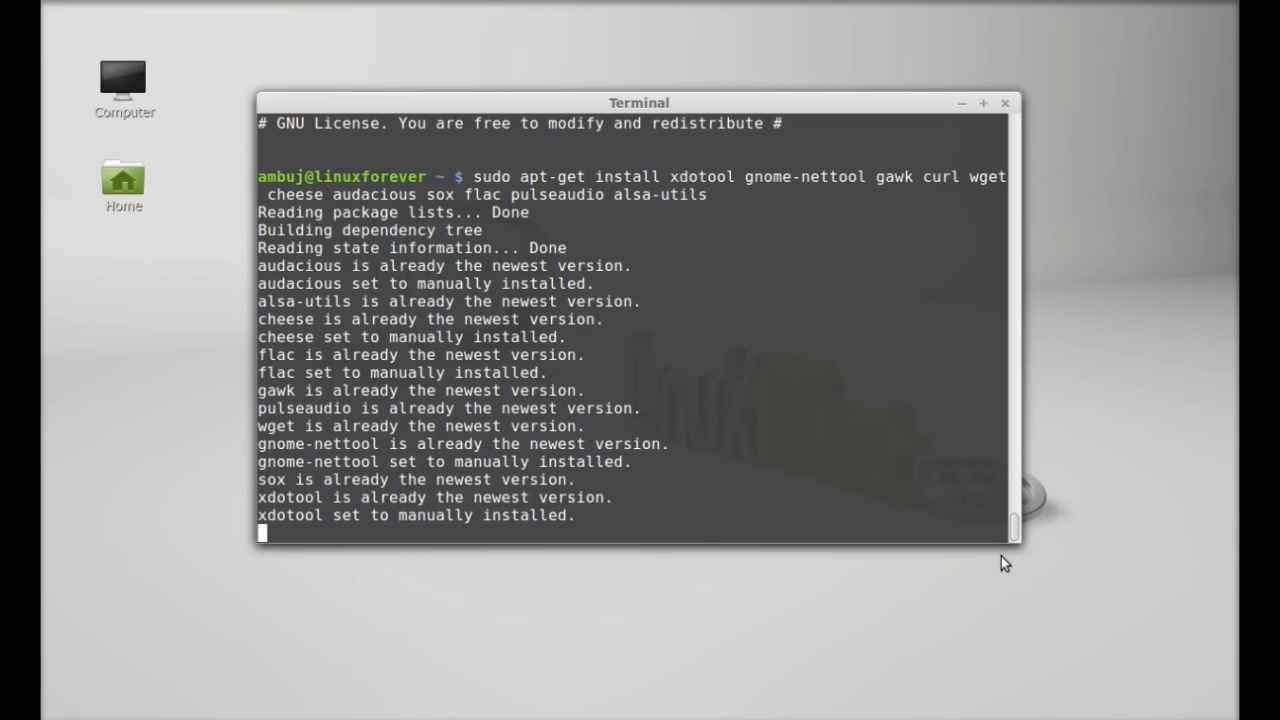 Computer
Home
Terminal
# GNU License. You are free to modify and redistribute #
ambuj@linuxforever ~ $ sudo apt-get install xdotool gnome-nettool gawk curl wget
cheese audacious sox flac pulseaudio alsa-utils
Reading package lists... Done
Building dependency tree
Reading state information... Done
audacious is already the newest version.
audacious set to manually installed.
alsa-utils is already the newest version.
cheese is already the newest version.
cheese set to manually installed.
flac is already the newest version.
flac set to manually installed.
gawk is already the newest version.
pulseaudio is already the newest version.
wget is already the newest version.
gnome-nettool is already the newest version.
gnome-nettool set to manually installed.
sox is already the newest version.
xdotool is already the newest version.
xdotool set to manually installed.